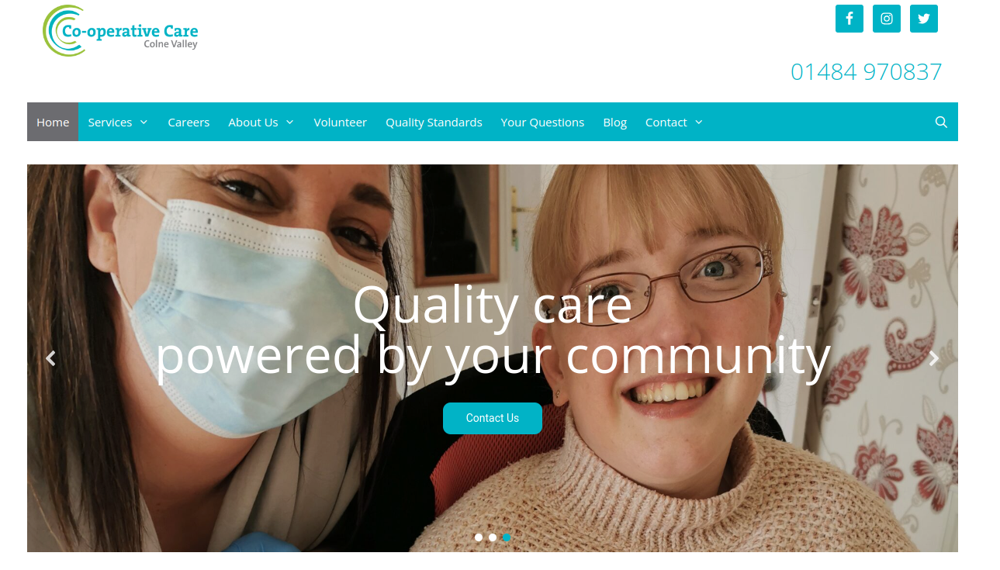 Co-operative Care
Colne Valley
01484 970837
Home Services Careers About Us Volunteer Quality Standards Your Questions Blog Contact
Quality care
powered by your community
Contact Us